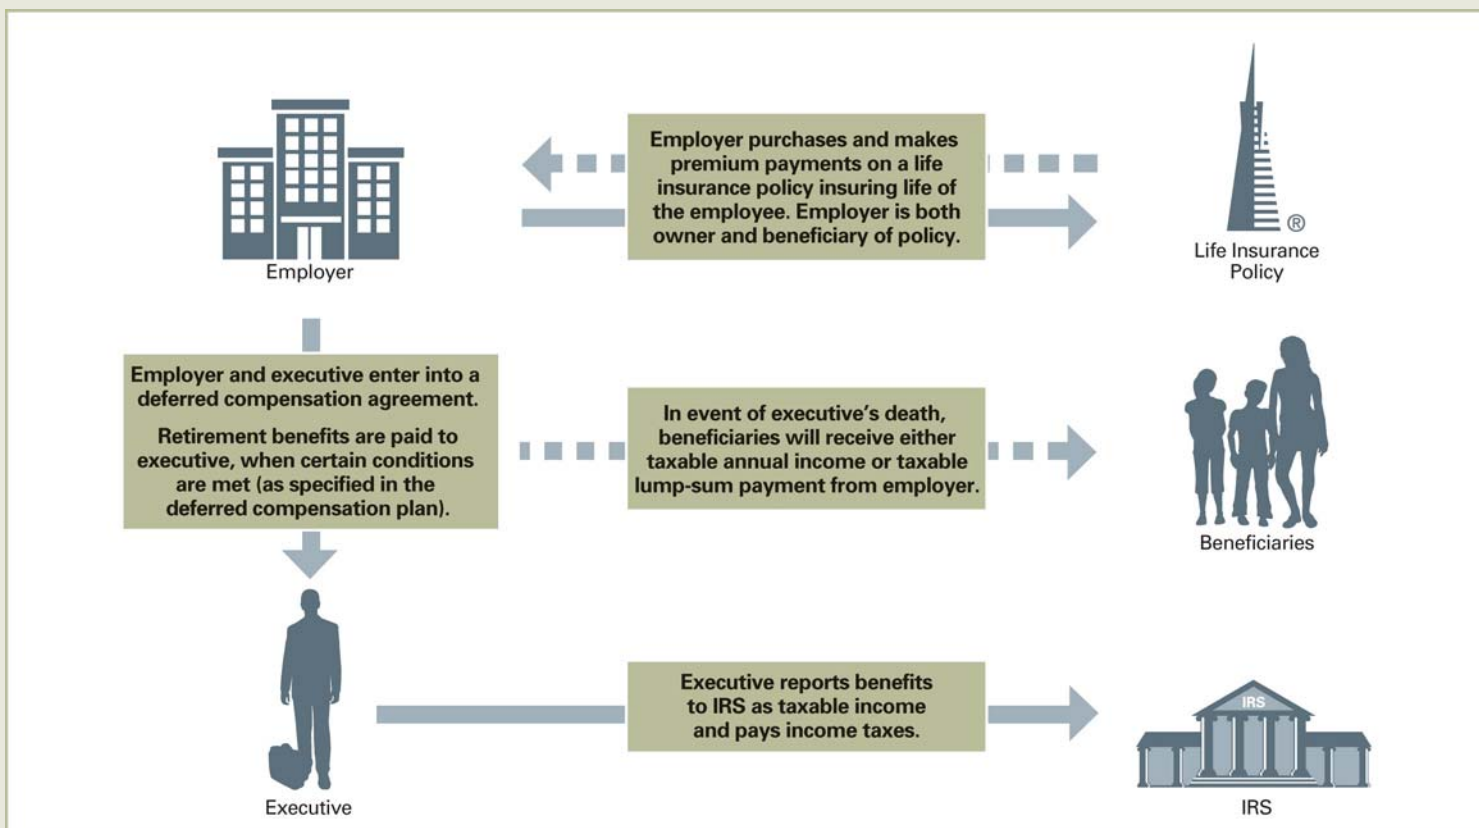 Employer purchases and makes
premium payments on a life
insurance policy insuring life of
the employee. Employer is both
owner and beneficiary of policy.
Employer
®
Life Insurance
Policy
Employer and executive enter into a
deferred compensation agreement.
Retirement benefits are paid to
executive, when certain conditions
are met (as specified in the
deferred compensation plan).
In event of executive’s death,
beneficiaries will receive either
taxable annual income or taxable
lump-sum payment from employer.
Beneficiaries
Executive
Executive reports benefits
to IRS as taxable income
and pays income taxes.
IRS
IRS